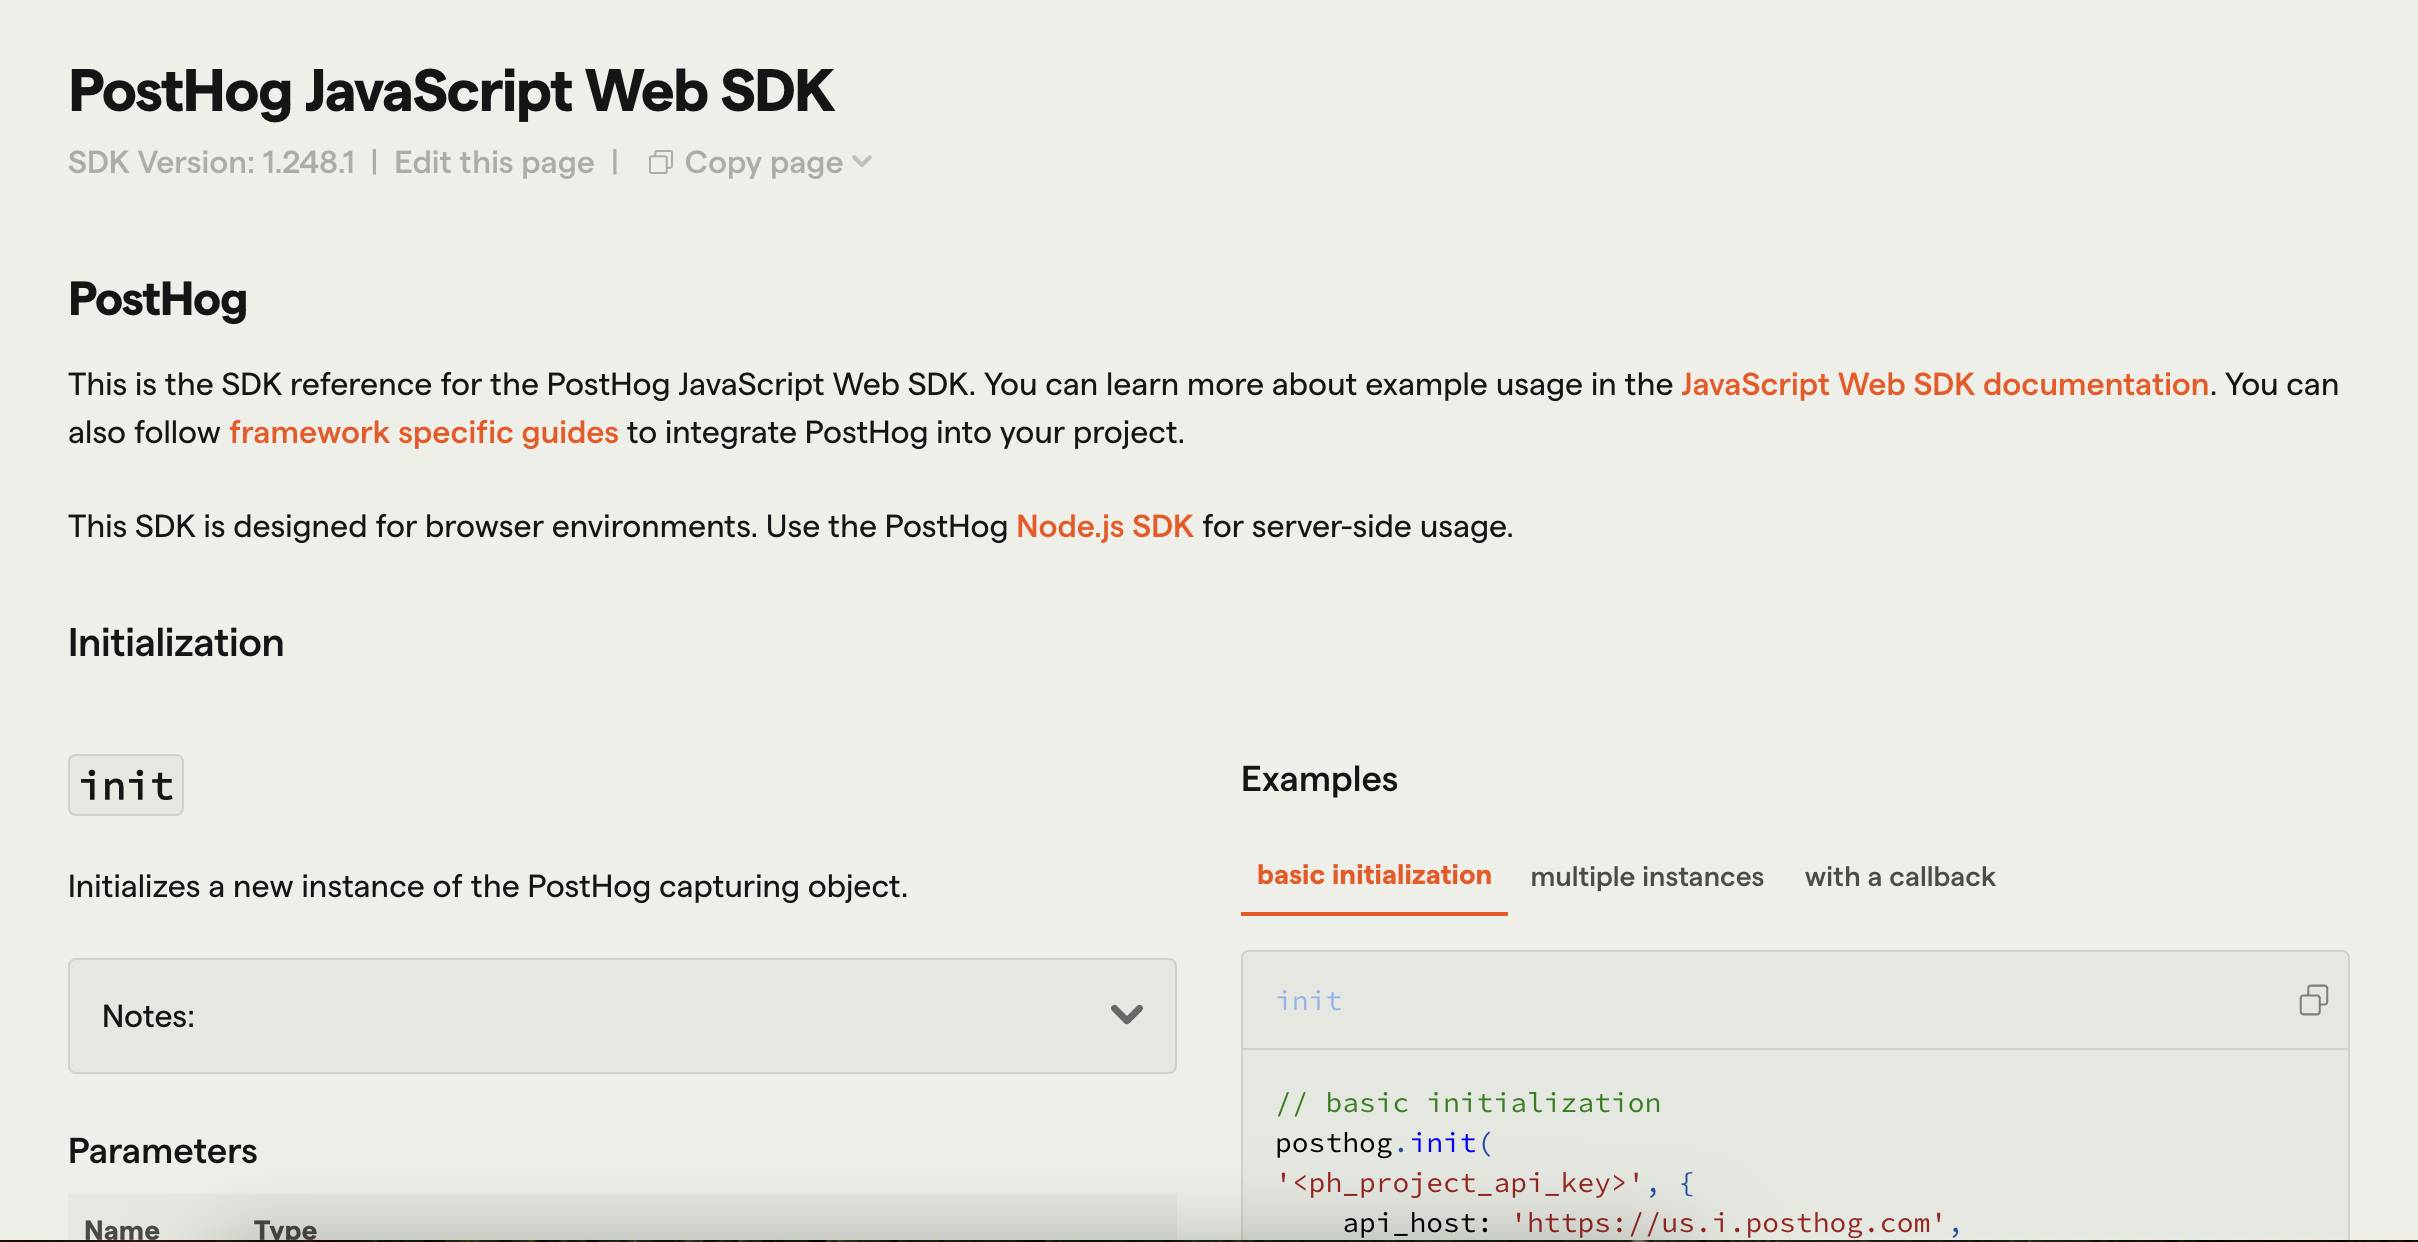 PostHog JavaScript Web SDK
SDK Version: 1.248.1 | Edit this page | Copy page
PostHog
This is the SDK reference for the PostHog JavaScript Web SDK. You can learn more about example usage in the JavaScript Web SDK documentation. You can
also follow framework specific guides to integrate PostHog into your project.
This SDK is designed for browser environments. Use the PostHog Node.js SDK for server-side usage.
Initialization
init
Initializes a new instance of the PostHog capturing object.
Notes:
Parameters
Name Type
Examples
basic initialization multiple instances with a callback
init
// basic initialization
posthog.init(
'<ph_project_api_key>', {
    api_host: 'https://us.i.posthog.com',